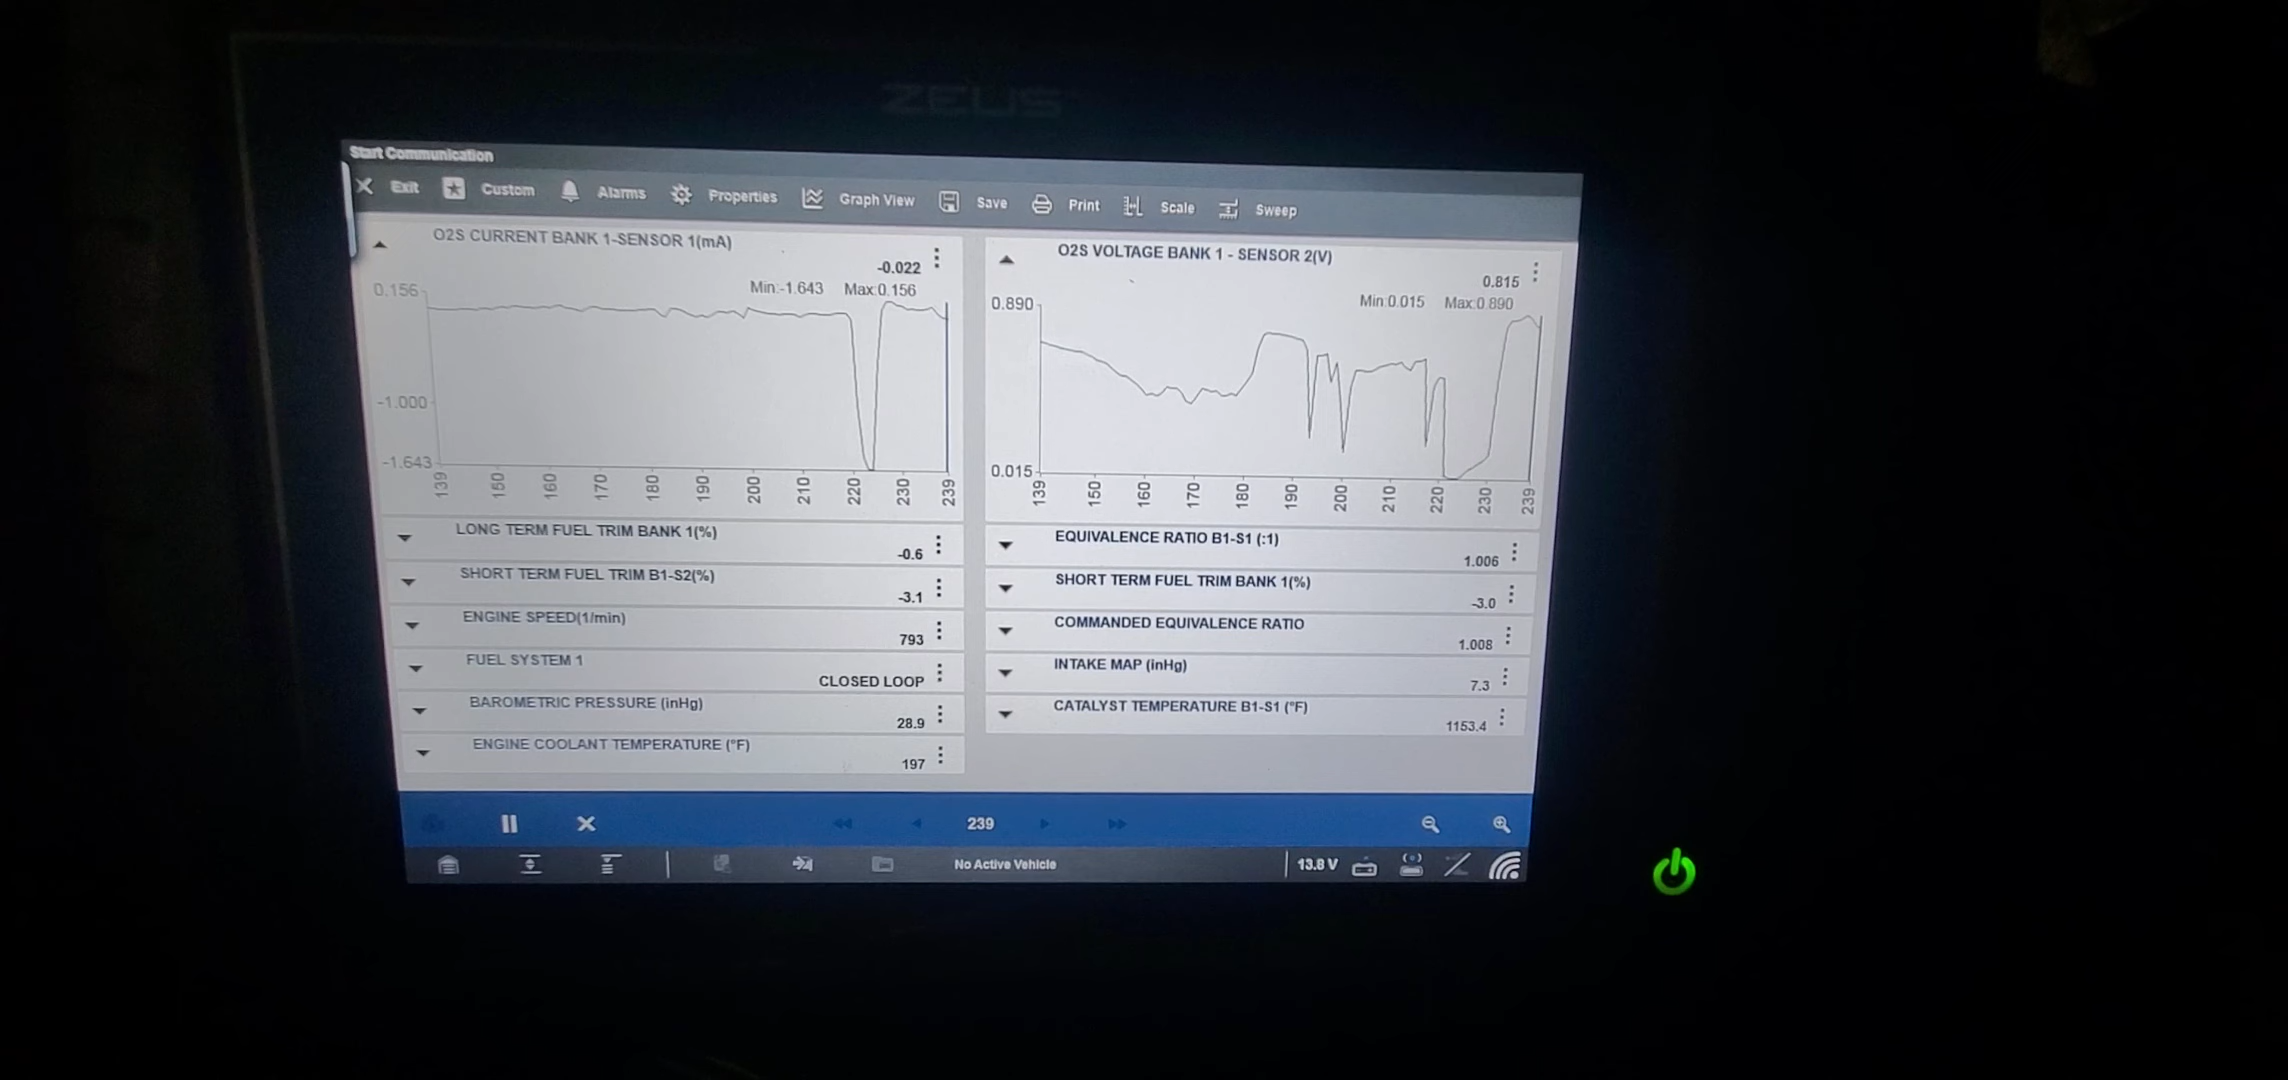 ZEUS
Start Communication
Exit Custom Alarms Properties Graph View Save Print Scale Sweep
O2S CURRENT BANK 1-SENSOR 1(mA)
-0.022
Min:-1.643 Max:0.156
0.156
-1.000
-1.643
139 150 160 170 180 190 200 210 220 230 239
O2S VOLTAGE BANK 1 - SENSOR 2(V)
0.815
Min:0.015 Max:0.890
0.890
0.015
139 150 160 170 180 190 200 210 220 230 239
LONG TERM FUEL TRIM BANK 1(%)
-0.6
EQUIVALENCE RATIO B1-S1 (:1)
1.006
SHORT TERM FUEL TRIM B1-S2(%)
-3.1
SHORT TERM FUEL TRIM BANK 1(%)
-3.0
ENGINE SPEED(1/min)
793
COMMANDED EQUIVALENCE RATIO
1.008
FUEL SYSTEM 1
CLOSED LOOP
INTAKE MAP (inHg)
7.3
BAROMETRIC PRESSURE (inHg)
28.9
CATALYST TEMPERATURE B1-S1 (°F)
1153.4
ENGINE COOLANT TEMPERATURE (°F)
197
239
No Active Vehicle
13.8 V